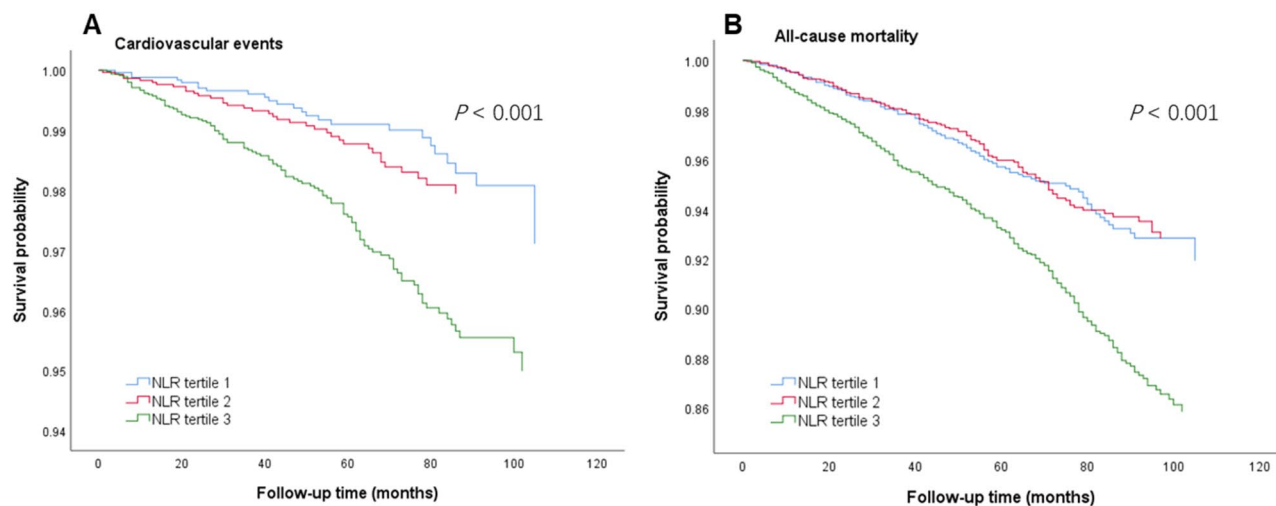 A
Cardiovascular events
P < 0.001
1.00
0.99
0.98
0.97
0.96
0.95
0.94
Survival probability
NLR tertile 1
NLR tertile 2
NLR tertile 3
0 20 40 60 80 100 120
Follow-up time (months)
B
All-cause mortality
P < 0.001
1.00
0.98
0.96
0.94
0.92
0.90
0.88
0.86
Survival probability
NLR tertile 1
NLR tertile 2
NLR tertile 3
0 20 40 60 80 100 120
Follow-up time (months)